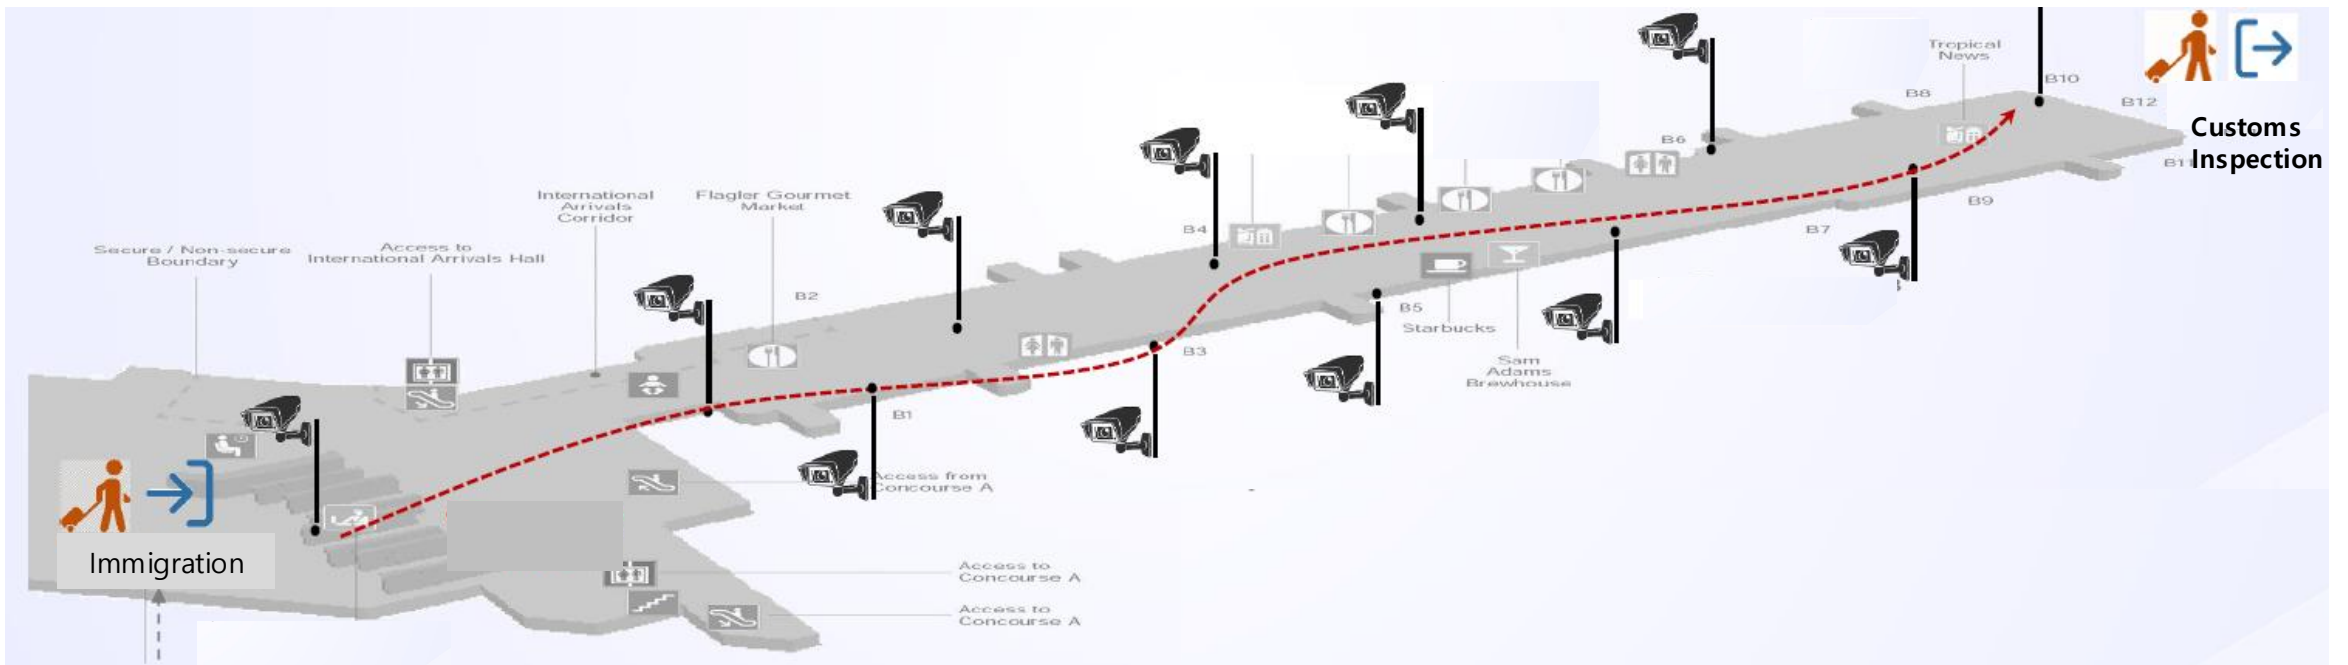 Tropical
News
B10
B8
B12
Customs
Inspection
B11
B6
B9
B7
International
Arrivals
Corridor
Flagler Gourmet
Market
B4
Secure / Non-secure
Boundary
Access to
International Arrivals Hall
B2
B5
Starbucks
B3
Sam
Adams
Brewhouse
B1
Access from
Concourse A
Immigration
Access to
Concourse A
Access to
Concourse A